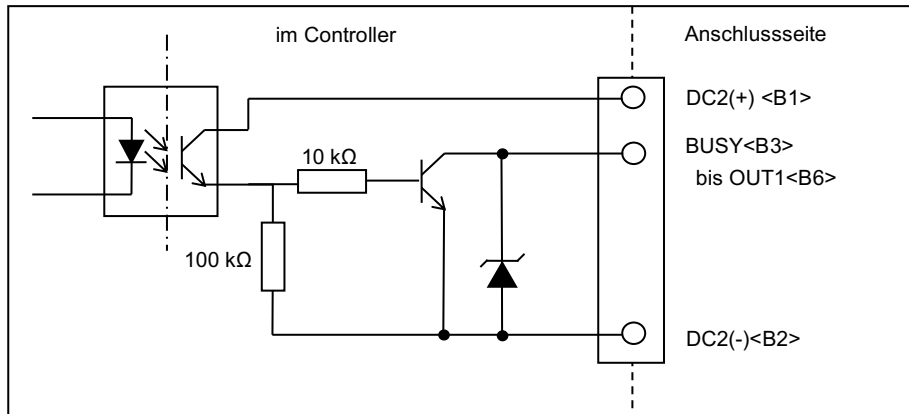 im Controller
Anschlussseite
DC2(+) <B1>
BUSY<B3>
bis OUT1<B6>
10 kΩ
100 kΩ
DC2(-)<B2>